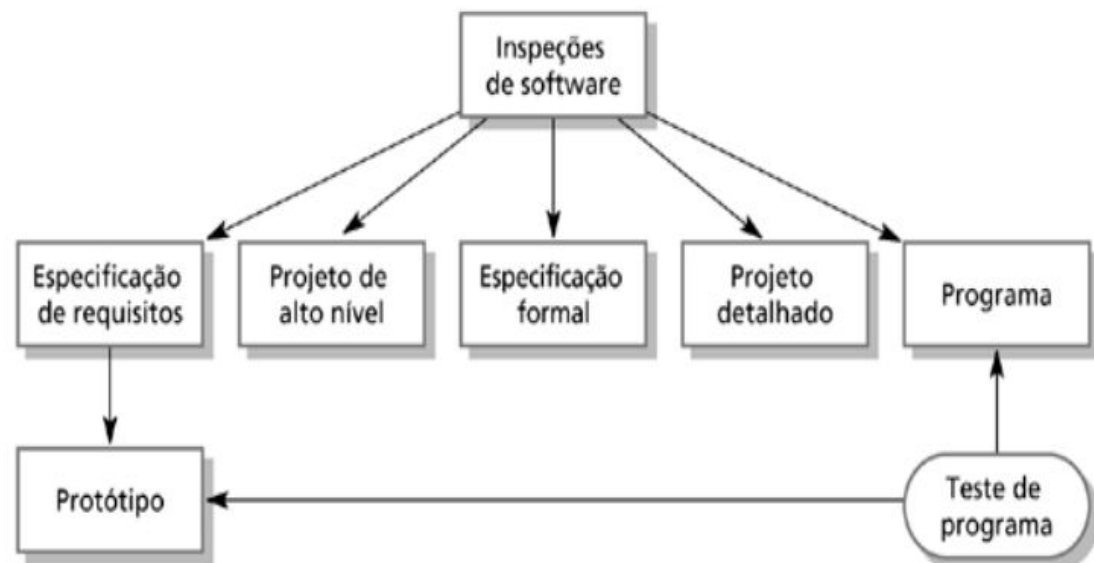 Inspeções
de software
Especificação
de requisitos
Projeto de
alto nível
Especificação
formal
Projeto
detalhado
Programa
Protótipo
Teste de
programa